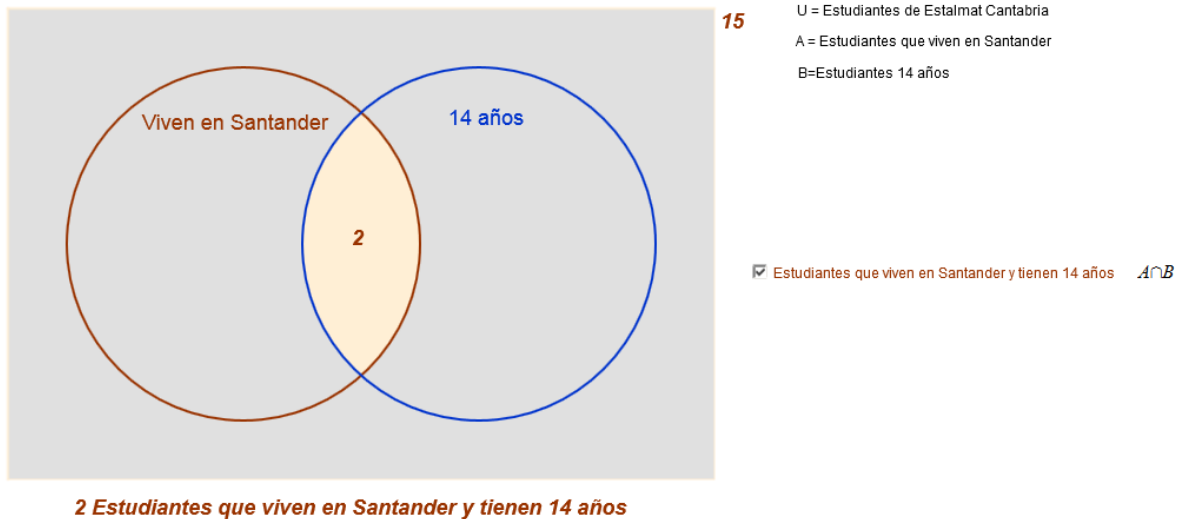 15
U = Estudiantes de Estalmat Cantabria
A = Estudiantes que viven en Santander
B=Estudiantes 14 años
Viven en Santander
14 años
2
Estudiantes que viven en Santander y tienen 14 años A∩B
2 Estudiantes que viven en Santander y tienen 14 años